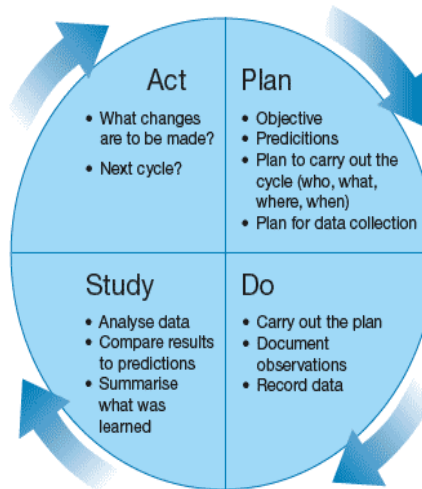 Act
• What changes
are to be made?
• Next cycle?
Plan
• Objective
• Predicitions
• Plan to carry out the
cycle (who, what,
where, when)
• Plan for data collection
Study
• Analyse data
• Compare results
to predictions
• Summarise
what was
learned
Do
• Carry out the plan
• Document
observations
• Record data